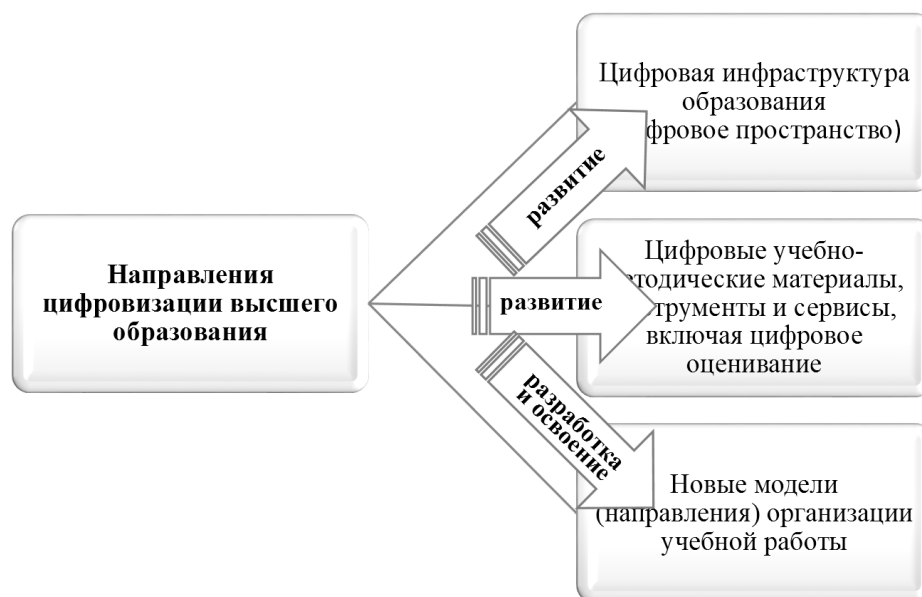 Направления
цифровизации высшего
образования
развитие
Цифровая инфраструктура
образования
фровое пространство)
развитие
Цифровые учебно-
тодические материалы,
трументы и сервисы,
включая цифровое
оценивание
разработка
и освоение
Новые модели
(направления) организации
учебной работы